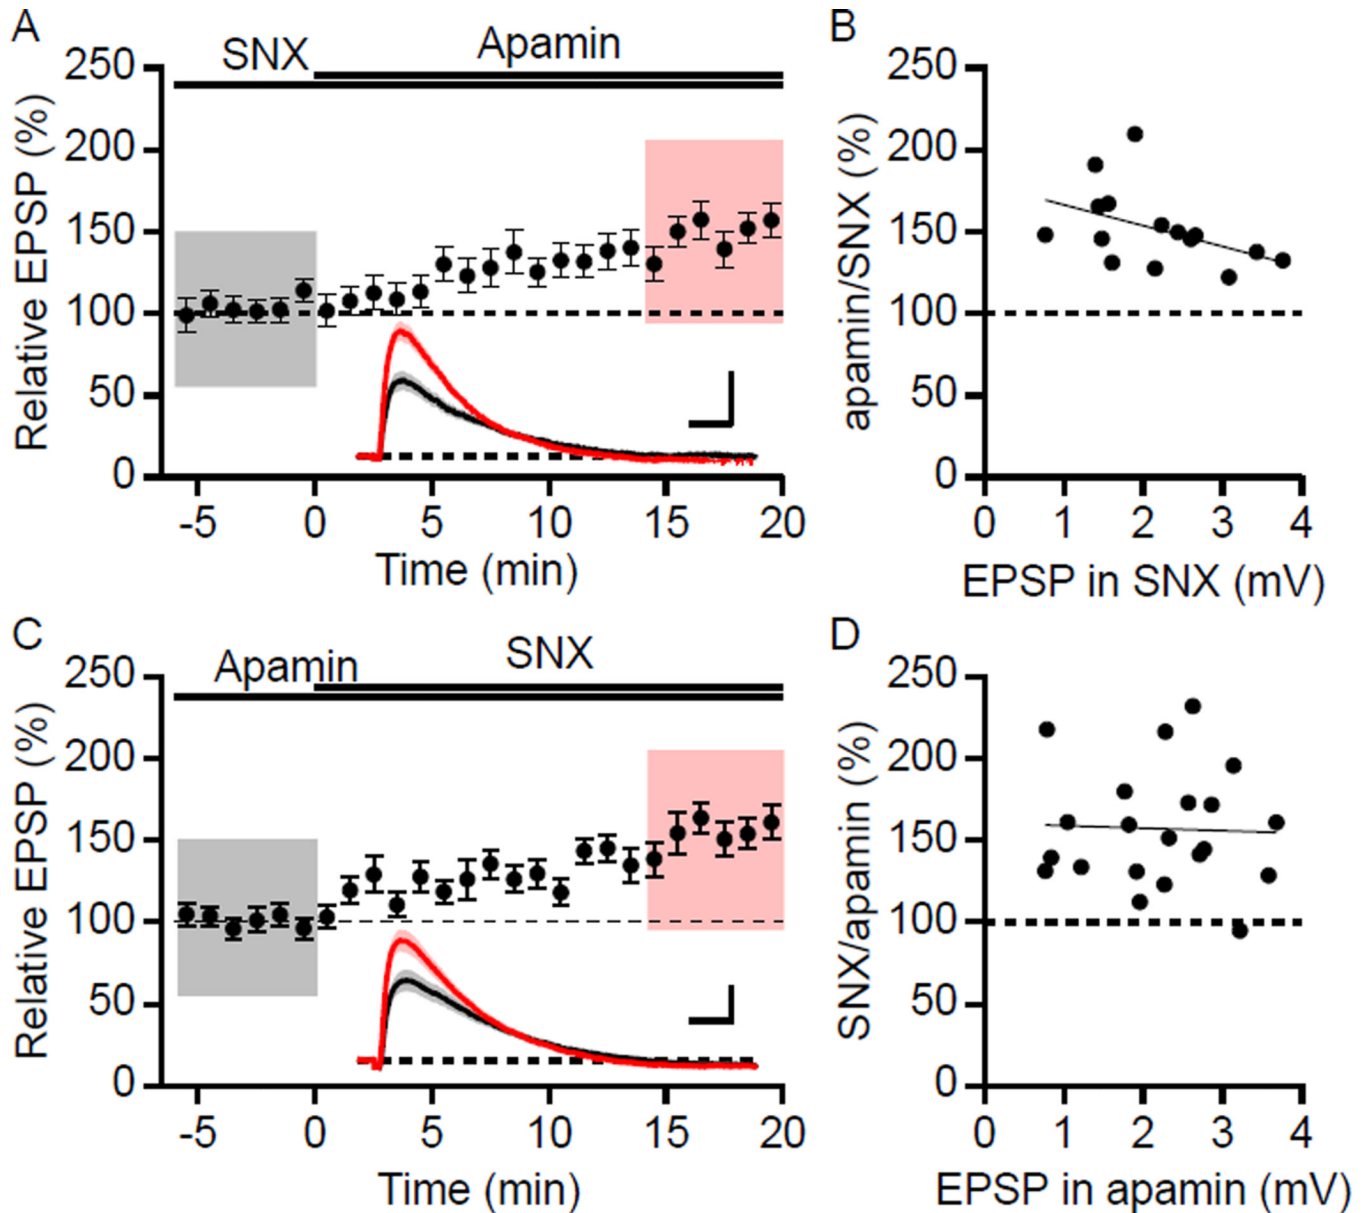 A
SNX
Apamin
Relative EPSP (%)
250
200
150
100
50
0
-5 0 5 10 15 20
Time (min)
B
apamin/SNX (%)
250
200
150
100
50
0
0 1 2 3 4
EPSP in SNX (mV)
C
Apamin
SNX
Relative EPSP (%)
250
200
150
100
50
0
-5 0 5 10 15 20
Time (min)
D
SNX/apamin (%)
250
200
150
100
50
0
0 1 2 3 4
EPSP in apamin (mV)